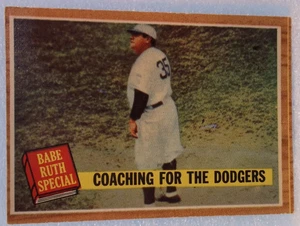 35
BABE
RUTH
SPECIAL
COACHING FOR THE DODGERS